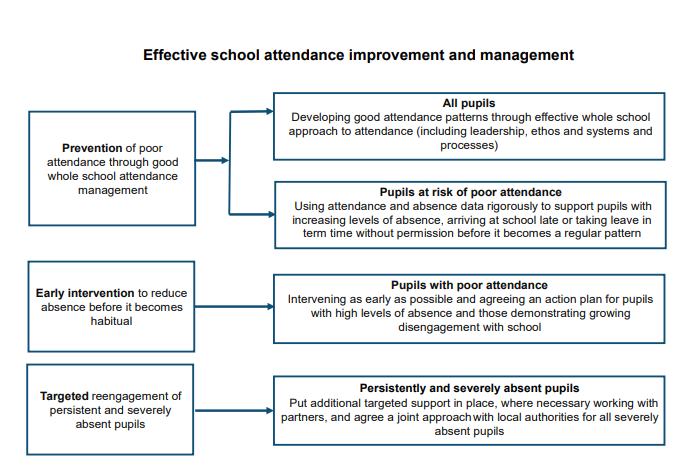 Effective school attendance improvement and management
Prevention of poor
attendance through good
whole school attendance
management
All pupils
Developing good attendance patterns through effective whole school
approach to attendance (including leadership, ethos and systems and
processes)
Pupils at risk of poor attendance
Using attendance and absence data rigorously to support pupils with
increasing levels of absence, arriving at school late or taking leave in
term time without permission before it becomes a regular pattern
Early intervention to reduce
absence before it becomes
habitual
Pupils with poor attendance
Intervening as early as possible and agreeing an action plan for pupils
with high levels of absence and those demonstrating growing
disengagement with school
Targeted reengagement of
persistent and severely
absent pupils
Persistently and severely absent pupils
Put additional targeted support in place, where necessary working with
partners, and agree a joint approach with local authorities for all severely
absent pupils